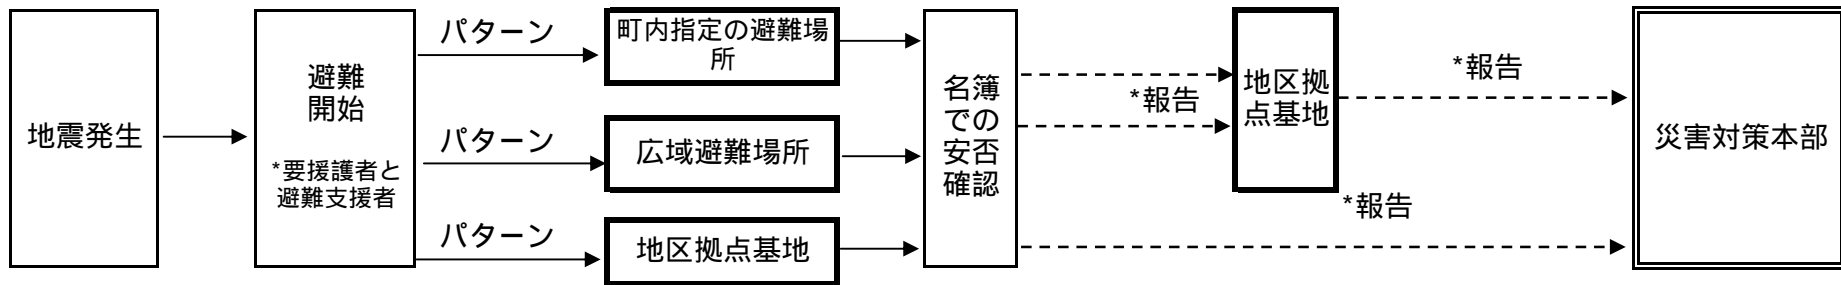 地震発生
避難
開始
*要援護者と
避難支援者
パターン
パターン
パターン
町内指定の避難場
所
広域避難場所
地区拠点基地
名簿
での
安否
確認
*報告
地区拠
点基地
*報告
*報告
災害対策本部